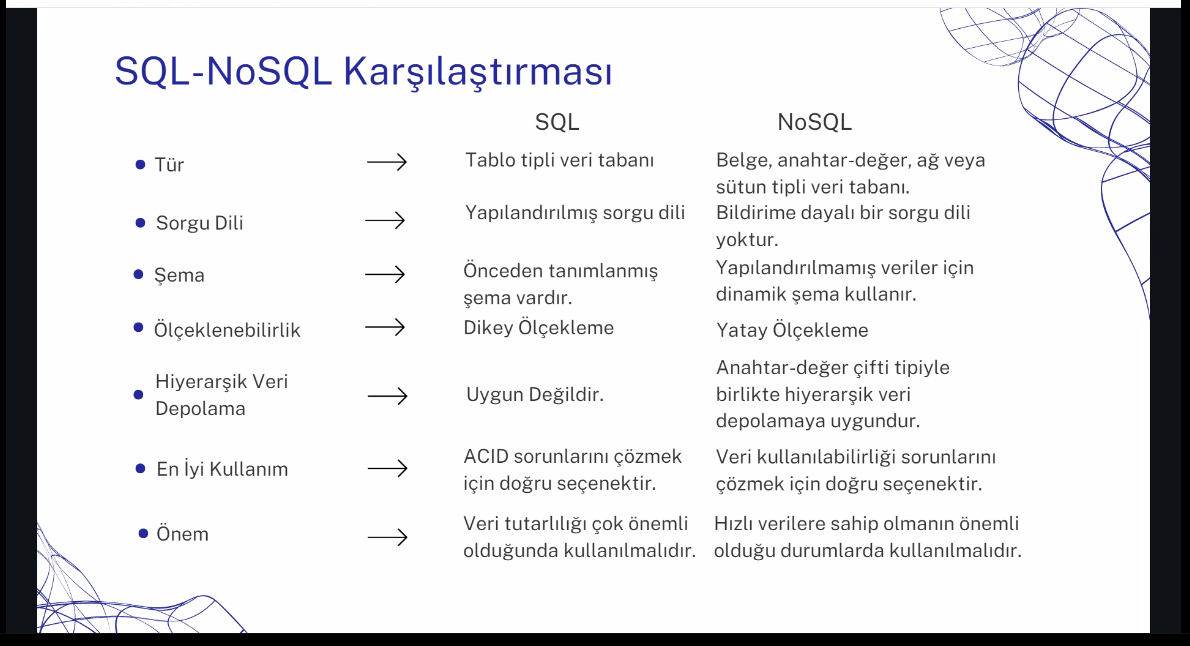 SQL-NoSQL Karşılaştırması
SQL
NoSQL
Tür
Tablo tipli veri tabanı
Belge, anahtar-değer, ağ veya
sütun tipli veri tabanı.
Sorgu Dili
Yapılandırılmış sorgu dili
Bildirime dayalı bir sorgu dili
yoktur.
Şema
Önceden tanımlanmış
şema vardır.
Yapılandırılmamış veriler için
dinamik şema kullanır.
Ölçeklenebilirlik
Dikey Ölçekleme
Yatay Ölçekleme
Hiyerarşik Veri
Depolama
Uygun Değildir.
Anahtar-değer çifti tipiyle
birlikte hiyerarşik veri
depolamaya uygundur.
En İyi Kullanım
ACID sorunlarını çözmek
için doğru seçenektir.
Veri kullanılabilirliği sorunlarını
çözmek için doğru seçenektir.
Önem
Veri tutarlılığı çok önemli
olduğunda kullanılmalıdır.
Hızlı verilere sahip olmanın önemli
olduğu durumlarda kullanılmalıdır.